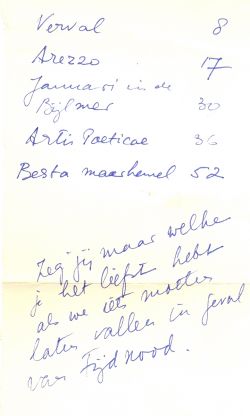 Verval 8
Arezzo 17
Januari in de
Bijlmer 30
Artis Poeticae 36
Besta maarhemel 52
Zeg jij maar welke
je het liefst hebt
als we iets moeten
laten vallen in geval
van Tijdnood.